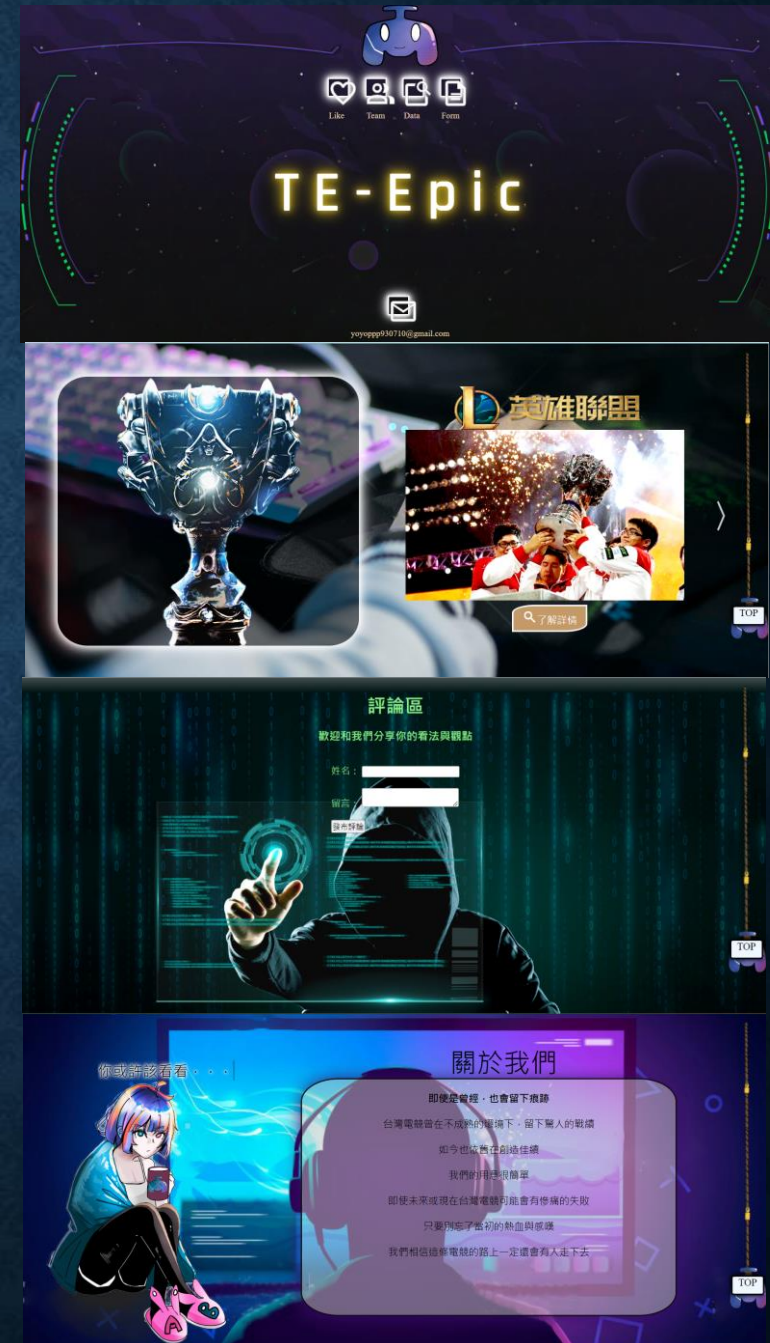 Like Team Data Form
TE-Epic
yoyoppp930710@gmail.com
英雄聯盟
了解詳情
TOP
評論區
歡迎和我們分享你的看法與觀點
姓名：
留言：
發布評論
TOP
你或許該看看・・・
關於我們
即使是曾經，也會留下痕跡
台灣電競曾在不成熟的環境下，留下驚人的戰績
如今也依舊在創造佳績
我們的用意很簡單
即使未來或現在台灣電競可能會有慘痛的失敗
只要別忘了當初的熱血與感嘆
我們相信這條電競的路上一定還會有人走下去
A B
TOP